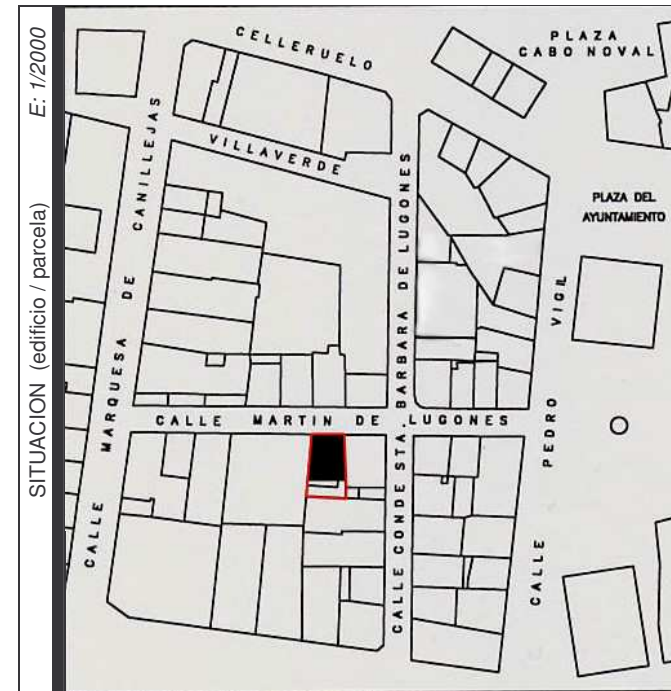 SITUACION (edificio / parcela) E: 1/2000
CELLERUELO
PLAZA
CABO NOVAL
VILLAVERDE
PLAZA DEL
AYUNTAMIENTO
CALLE MARQUESA DE CANILLEJAS
CALLE CONDE STA. BARBARA DE LUGONES
CALLE PEDRO VIGIL
CALLE MARTIN DE LUGONES